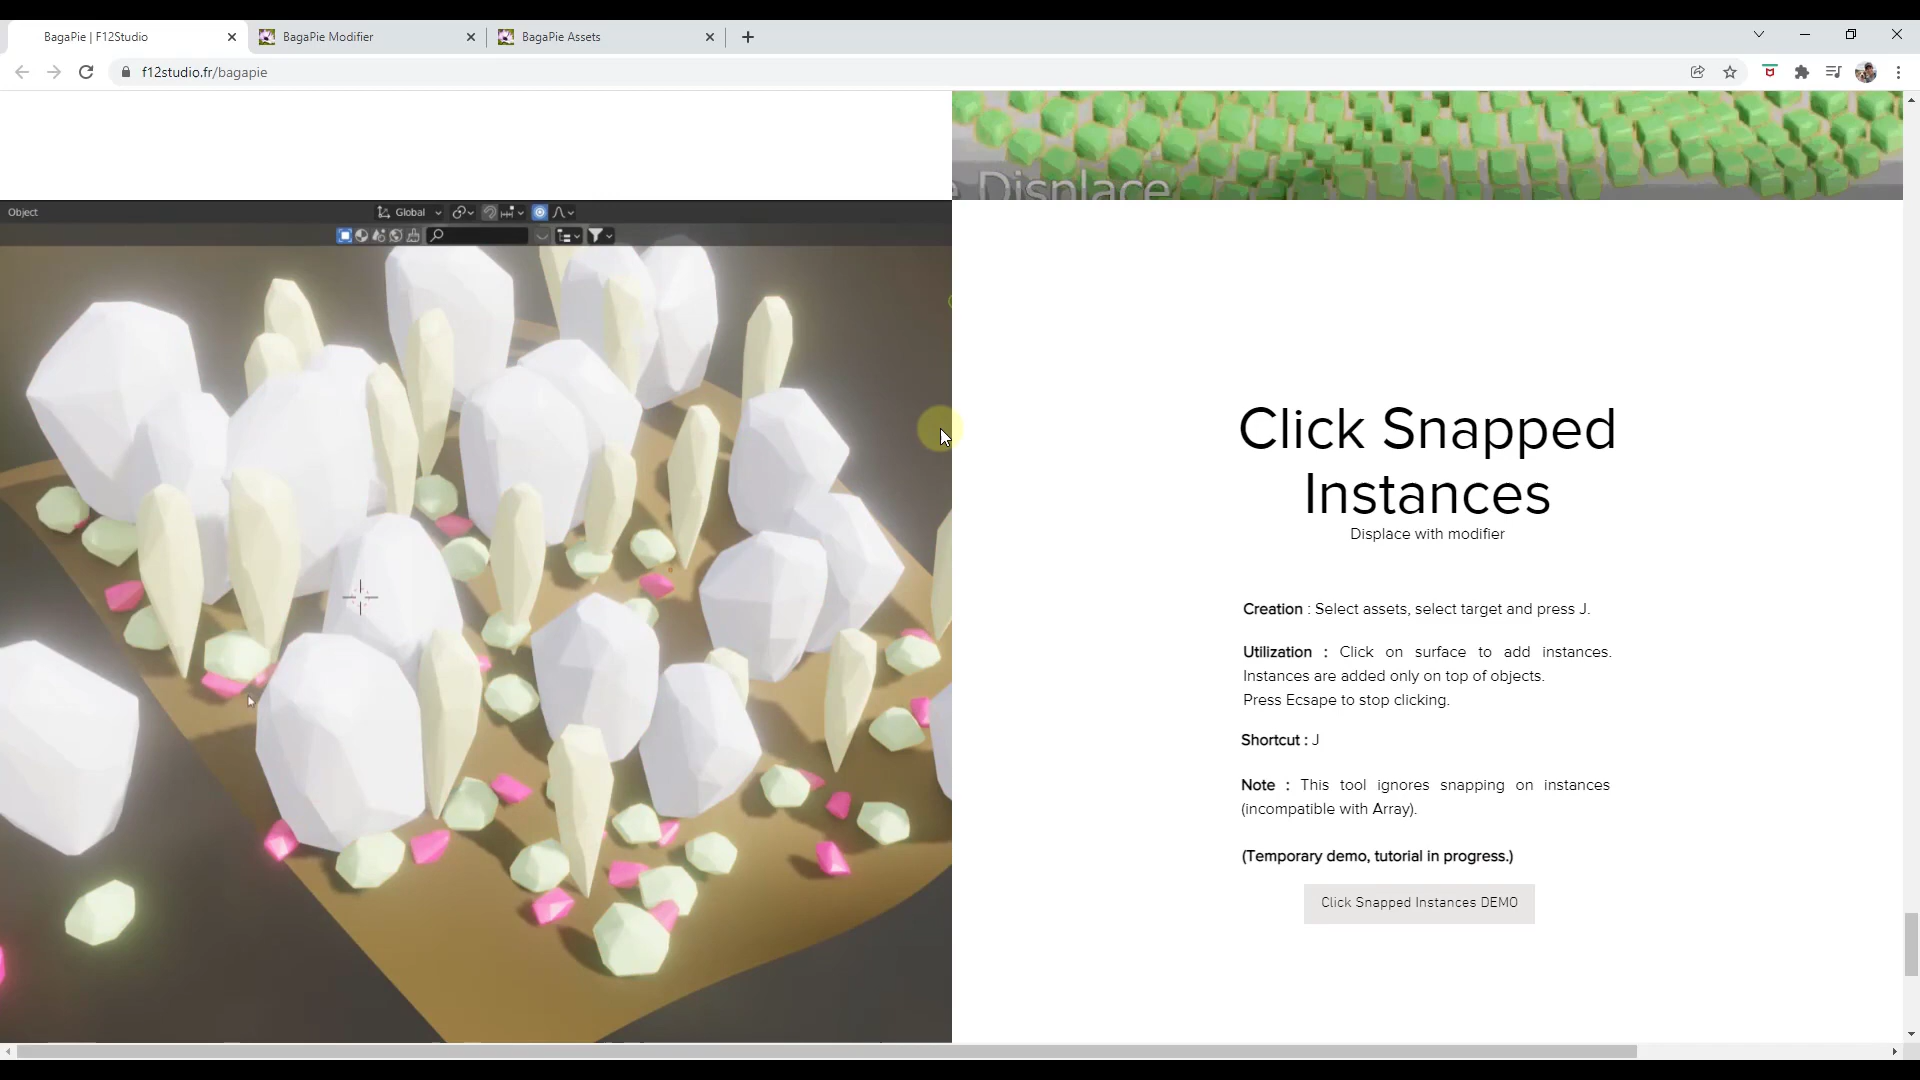 BagaPie | F12Studio
BagaPie Modifier
BagaPie Assets
f12studio.fr/bagapie
Displace
Object
Global
Click Snapped
Instances
Displace with modifier
Creation : Select assets, select target and press J.
Utilization : Click on surface to add instances.
Instances are added only on top of objects.
Press Ecsape to stop clicking.
Shortcut : J
Note : This tool ignores snapping on instances
(incompatible with Array).
(Temporary demo, tutorial in progress.)
Click Snapped Instances DEMO